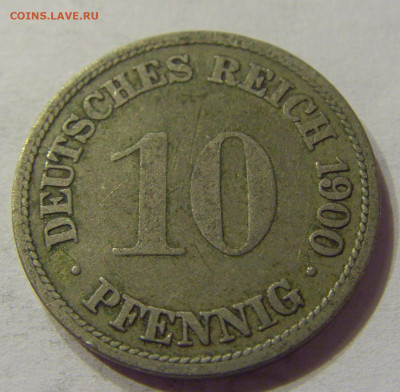 COINS.LAVE.RU
DEUTSCHES REICH 1900
10
• PFENNIG •